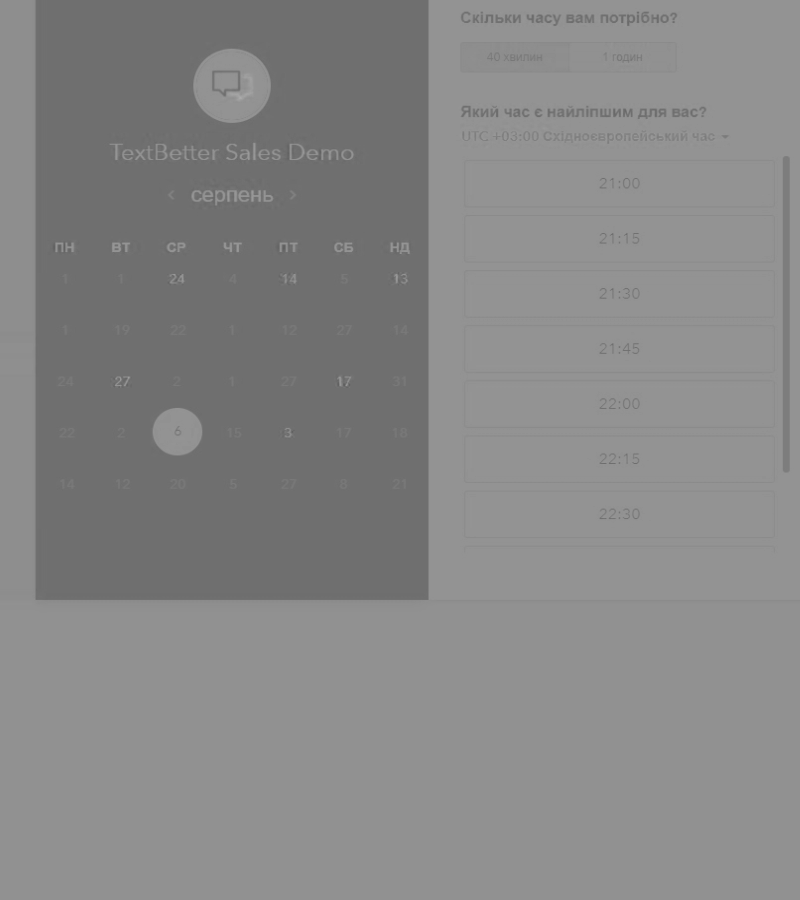 TextBetter Sales Demo
серпень
ПН ВТ СР ЧТ ПТ СБ НД
1 1 24 4 14 5 13
1 19 22 1 12 27 14
24 27 2 1 27 17 31
22 2 6 15 3 17 18
14 12 20 5 27 8 21
Скільки часу вам потрібно?
40 хвилин 1 годин
Який час є найліпшим для вас?
UTC +03:00 Східноєвропейський час
21:00
21:15
21:30
21:45
22:00
22:15
22:30